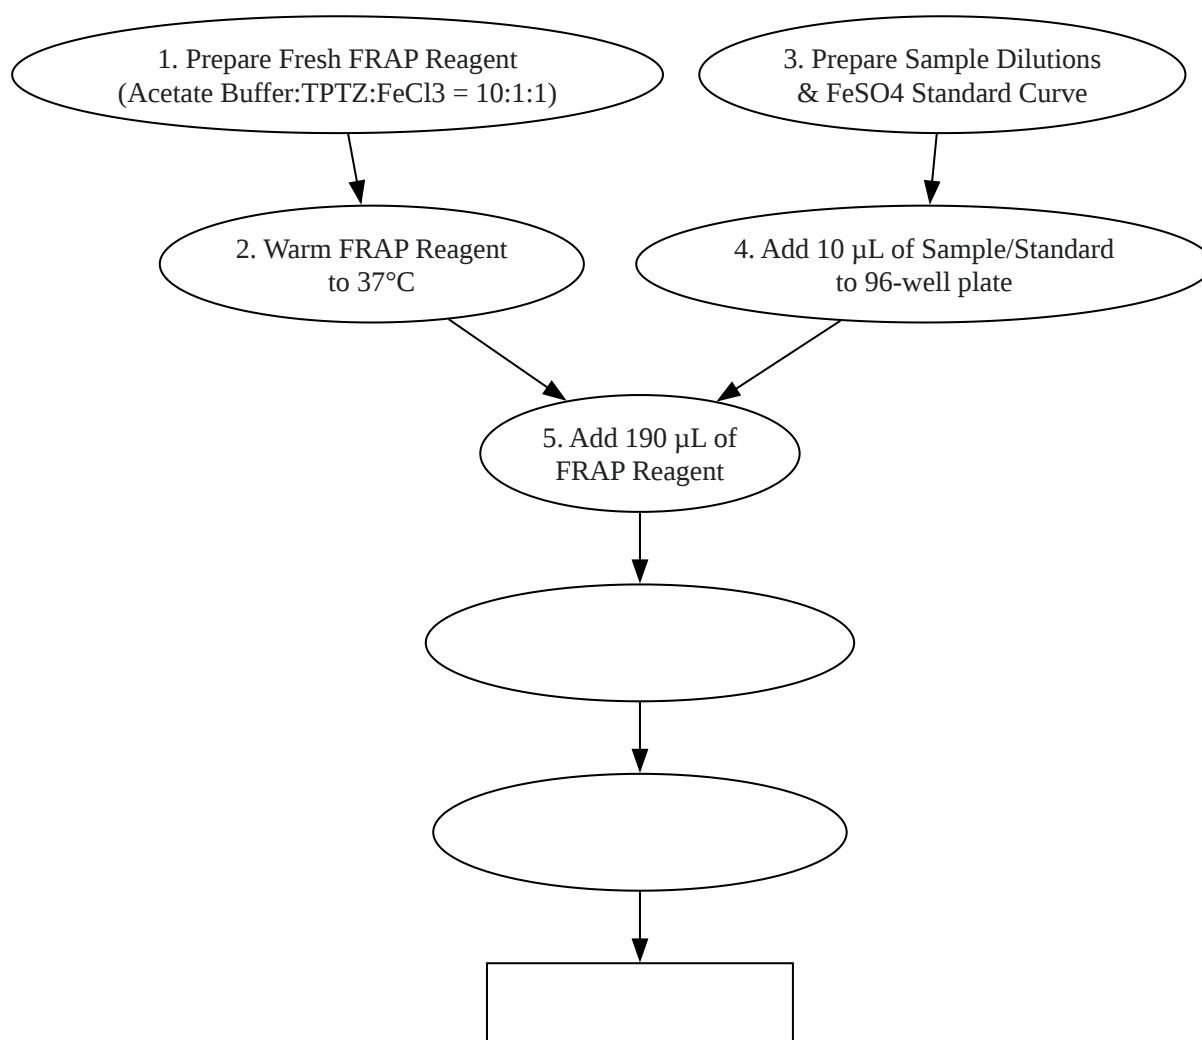 1. Prepare Fresh FRAP Reagent
(Acetate Buffer:TPTZ:FeCl3 = 10:1:1)
3. Prepare Sample Dilutions
& FeSO4 Standard Curve
2. Warm FRAP Reagent
to 37°C
4. Add 10 µL of Sample/Standard
to 96-well plate
5. Add 190 µL of
FRAP Reagent